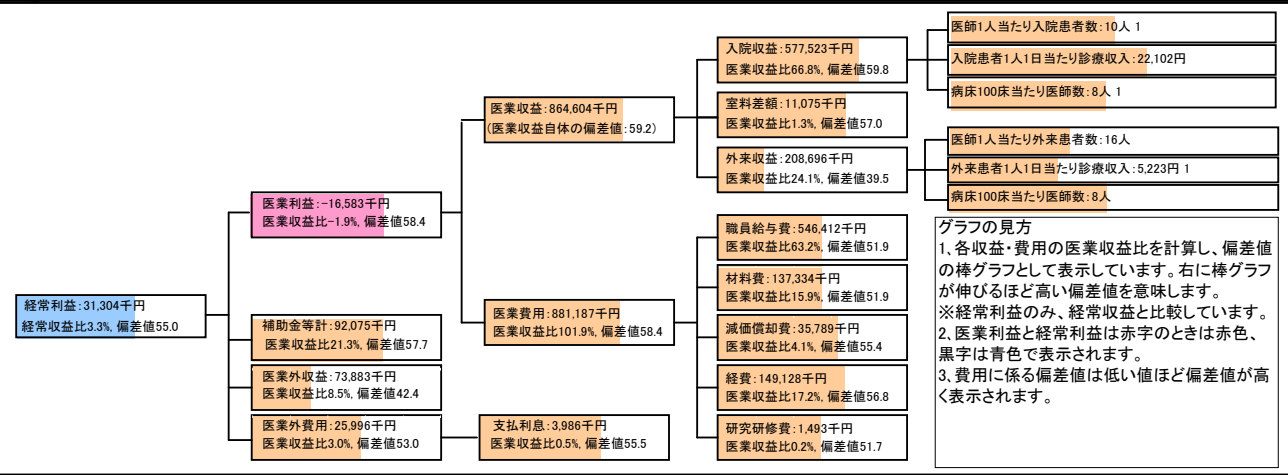 経常利益:31,304千円
経常収比3.3%, 偏差値55.0
医業利益:-16,583千円
医業収益比-1.9%, 偏差値58.4
補助金等計:92,075千円
医業収益比21.3%, 偏差値57.7
医業外収益:73,883千円
医業収益比8.5%, 偏差値42.4
医業外費用:25,996千円
医業収益比3.0%, 偏差値53.0
支払利息:3,986千円
医業収益比0.5%, 偏差値55.5
医業収益:864,604千円
(医業収益自体の偏差値:59.2)
医業費用:881,187千円
医業収益比101.9%, 偏差値58.4
入院収益:577,523千円
医業収益比66.8%, 偏差値59.8
室料差額:11,075千円
医業収益比1.3%, 偏差値57.0
外来収益:208,696千円
医業収益比24.1%, 偏差値39.5
職員給与費:546,412千円
医業収益比63.2%, 偏差値51.9
材料費:137,334千円
医業収益比15.9%, 偏差値51.9
減価償却費:35,789千円
医業収益比4.1%, 偏差値55.4
経費:149,128千円
医業収益比17.2%, 偏差値56.8
研究研修費:1,493千円
医業収益比0.2%, 偏差値51.7
医師1人当たり入院患者数:10人 1
入院患者1人1日当たり診療収入:22,102円
病床100床当たり医師数:8人 1
医師1人当たり外来患者数:16人
外来患者1人1日当たり診療収入:5,223円 1
病床100床当たり医師数:8人
グラフの見方
1、各収益・費用の医業収益比を計算し、偏差値
の棒グラフとして表示しています。右に棒グラフ
が伸びるほど高い偏差値を意味します。
※経常利益のみ、経常収益と比較しています。
2、医業利益と経常利益は赤字のときは赤色、
黒字は青色で表示されます。
3、費用に係る偏差値は低い値ほど偏差値が高
く表示されます。